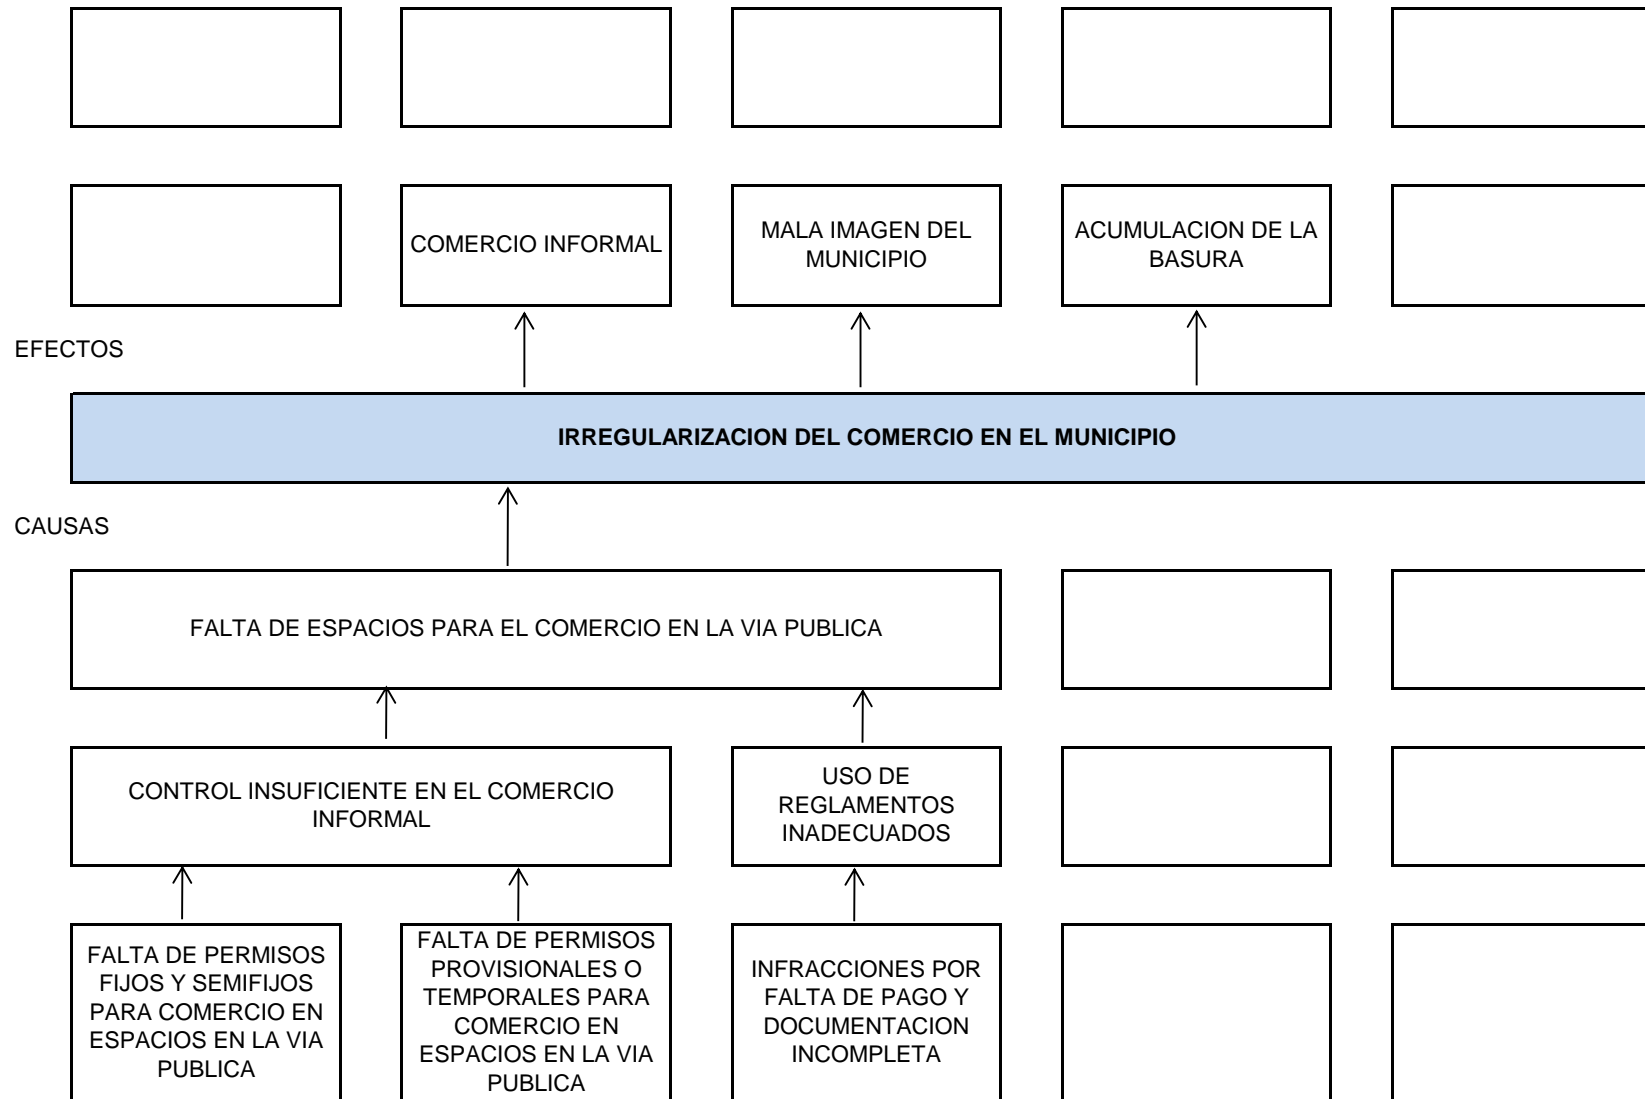 COMERCIO INFORMAL
MALA IMAGEN DEL
MUNICIPIO
ACUMULACION DE LA
BASURA
EFECTOS
IRREGULARIZACION DEL COMERCIO EN EL MUNICIPIO
CAUSAS
FALTA DE ESPACIOS PARA EL COMERCIO EN LA VIA PUBLICA
CONTROL INSUFICIENTE EN EL COMERCIO
INFORMAL
USO DE
REGLAMENTOS
INADECUADOS
FALTA DE PERMISOS
FIJOS Y SEMIFIJOS
PARA COMERCIO EN
ESPACIOS EN LA VIA
PUBLICA
FALTA DE PERMISOS
PROVISIONALES O
TEMPORALES PARA
COMERCIO EN
ESPACIOS EN LA VIA
PUBLICA
INFRACCIONES POR
FALTA DE PAGO Y
DOCUMENTACION
INCOMPLETA